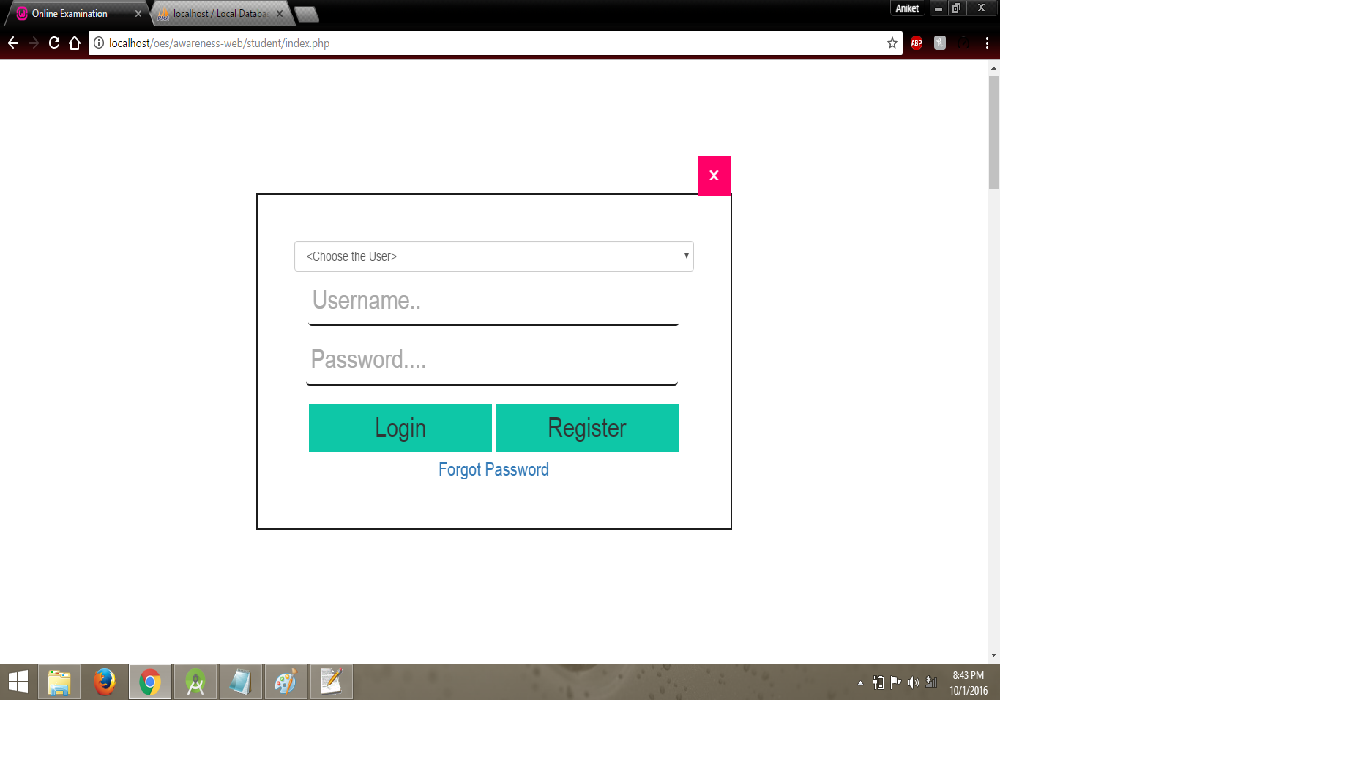 Online Examination
localhost / Local Databa
Aniket
localhost/oes/awareness-web/student/index.php
ABP
X
<Choose the User>
Username..
Password....
Login Register
Forgot Password
8:43 PM
10/1/2016